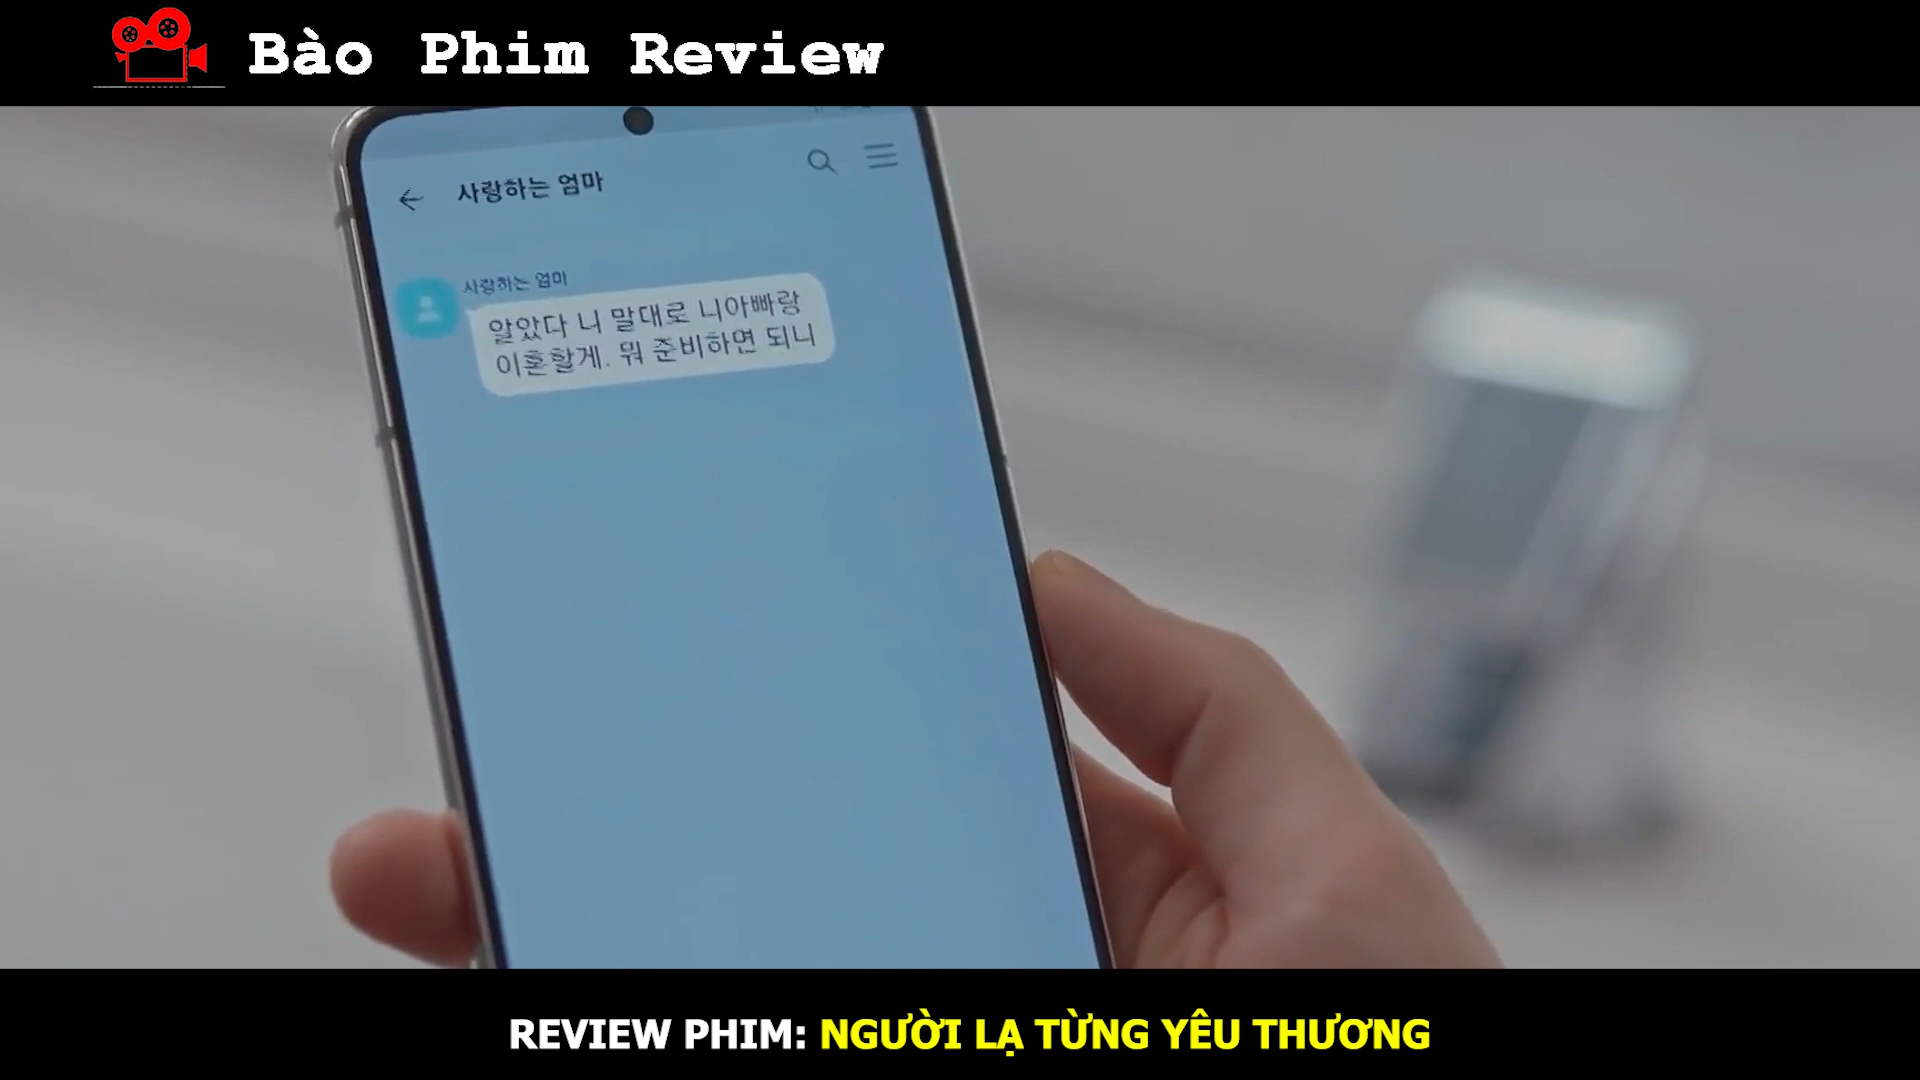 Bào Phim Review
사랑하는 엄마
사랑하는 엄마
알았다 니 말대로 니아빠랑
이혼할게. 뭐 준비하면 되니
REVIEW PHIM: NGƯỜI LẠ TỪNG YÊU THƯƠNG